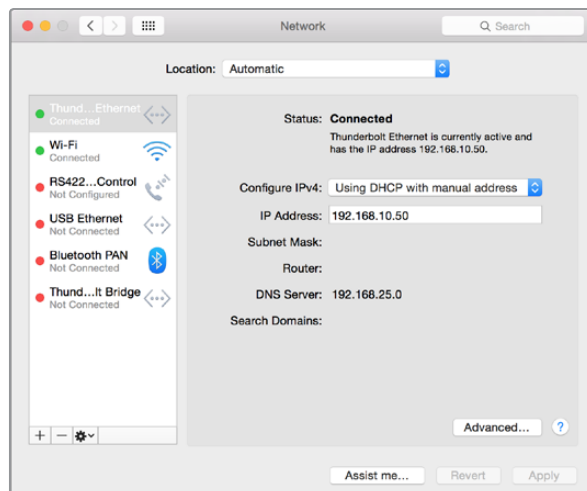 Network
Search
Location: Automatic
Thund...Ethernet
Connected
Wi-Fi
Connected
RS422...Control
Not Configured
USB Ethernet
Not Connected
Bluetooth PAN
Not Connected
Thund...lt Bridge
Not Connected
Status: Connected
Thunderbolt Ethernet is currently active and
has the IP address 192.168.10.50.
Configure IPv4: Using DHCP with manual address
IP Address: 192.168.10.50
Subnet Mask:
Router:
DNS Server: 192.168.25.0
Search Domains:
Advanced... ?
Assist me... Revert Apply